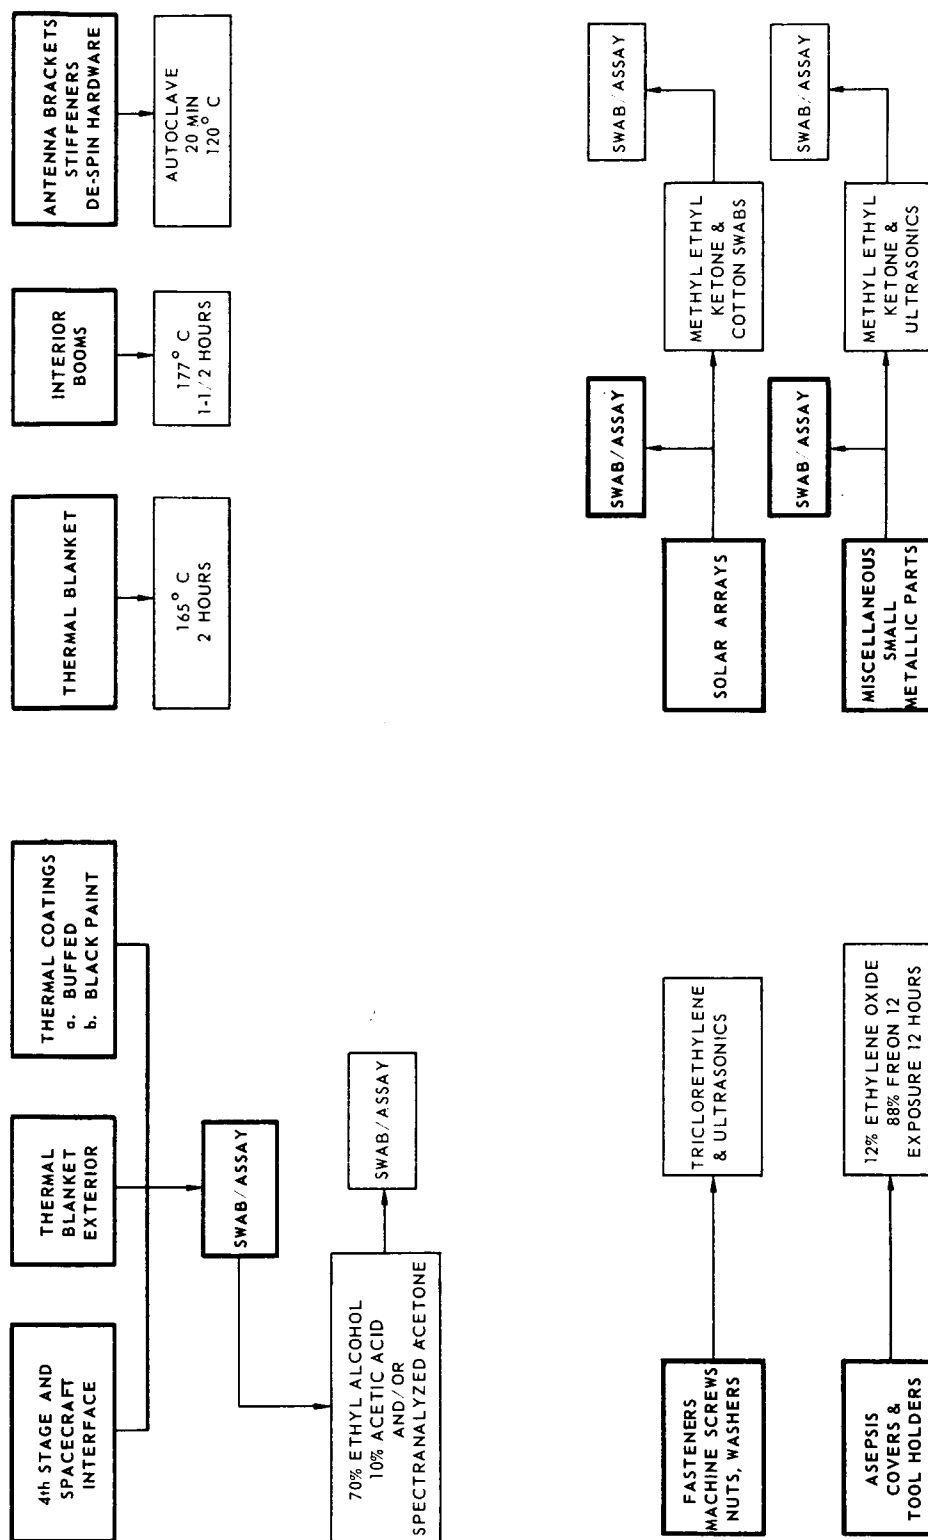 4th STAGE AND
SPACECRAFT
INTERFACE
THERMAL
BLANKET
EXTERIOR
THERMAL COATINGS
a. BUFFED
b. BLACK PAINT
SWAB/ASSAY
70% ETHYL ALCOHOL
10% ACETIC ACID
AND/OR
SPECTRANALYZED ACETONE
SWAB/ASSAY
THERMAL BLANKET
165° C
2 HOURS
INTERIOR
BOOMS
177° C
1-1/2 HOURS
ANTENNA BRACKETS
STIFFENERS
DE-SPIN HARDWARE
AUTOCLAVE
20 MIN
120° C
FASTENERS
MACHINE SCREWS
NUTS, WASHERS
TRICLORETHYLENE
& ULTRASONICS
ASEPSIS
COVERS &
TOOL HOLDERS
12% ETHYLENE OXIDE
88% FREON 12
EXPOSURE 12 HOURS
SOLAR ARRAYS
SWAB/ASSAY
METHYL ETHYL
KETONE &
COTTON SWABS
SWAB/ASSAY
MISCELLANEOUS
SMALL
METALLIC PARTS
SWAB/ASSAY
METHYL ETHYL
KETONE &
ULTRASONICS
SWAB/ASSAY